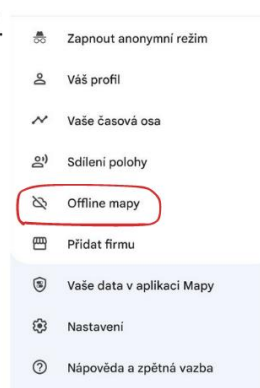 Zapnout anonymní režim
Váš profil
Vaše časová osa
Sdílení polohy
Offline mapy
Přidat firmu
Vaše data v aplikaci Mapy
Nastavení
Nápověda a zpětná vazba